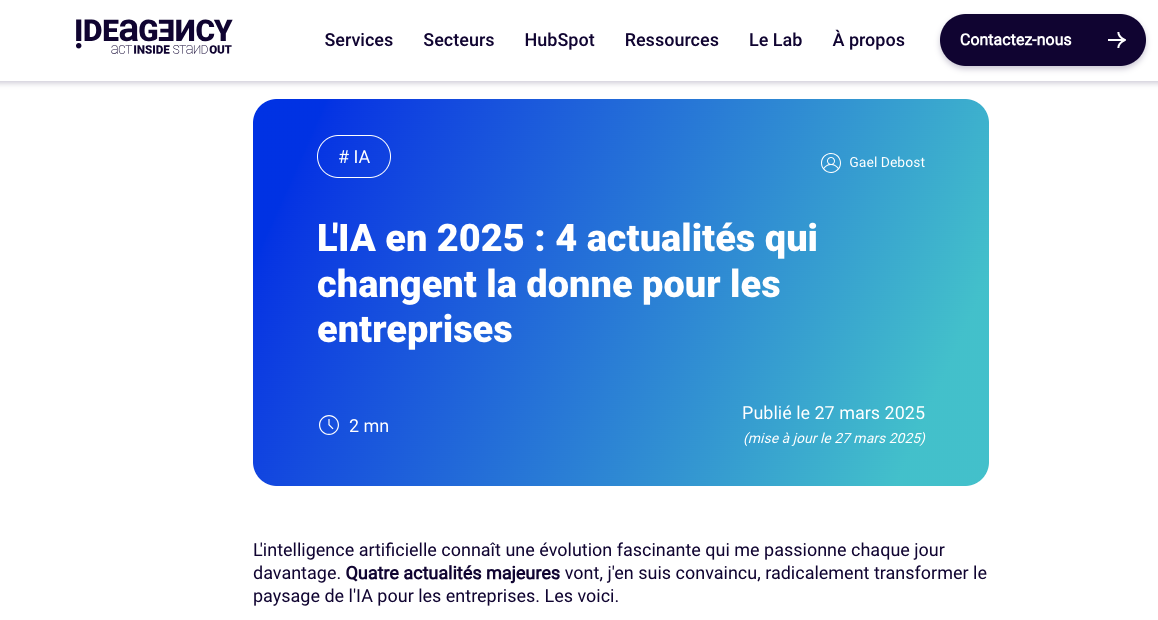 IDEAGENCY
ACT INSIDE STANDOUT
Services
Secteurs
HubSpot
Ressources
Le Lab
À propos
Contactez-nous
# IA
Gael Debost
L'IA en 2025 : 4 actualités qui
changent la donne pour les
entreprises
2 mn
Publié le 27 mars 2025
(mise à jour le 27 mars 2025)
L'intelligence artificielle connaît une évolution fascinante qui me passionne chaque jour
davantage. Quatre actualités majeures vont, j'en suis convaincu, radicalement transformer le
paysage de l'IA pour les entreprises. Les voici.